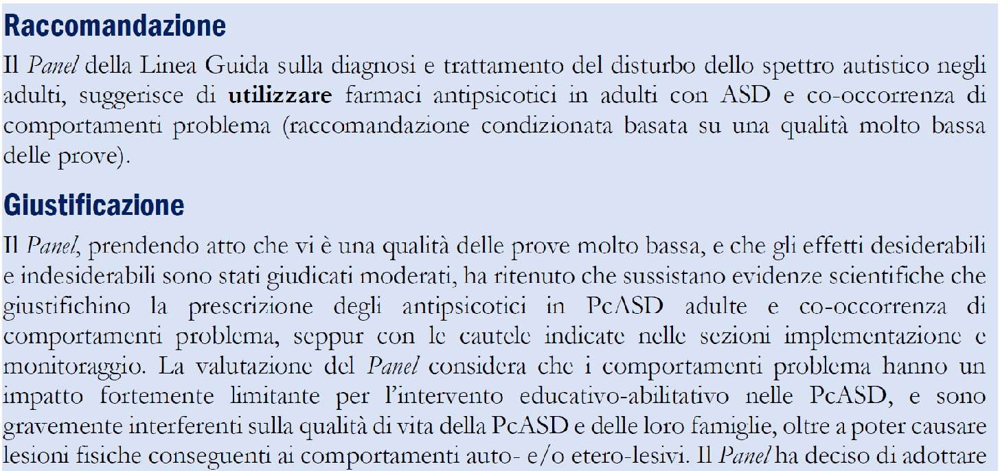 Raccomandazione
Il Panel della Linea Guida sulla diagnosi e trattamento del disturbo dello spettro autistico negli
adulti, suggerisce di utilizzare farmaci antipsicotici in adulti con ASD e co-occorrenza di
comportamenti problema (raccomandazione condizionata basata su una qualità molto bassa
delle prove).
Giustificazione
Il Panel, prendendo atto che vi è una qualità delle prove molto bassa, e che gli effetti desiderabili
e indesiderabili sono stati giudicati moderati, ha ritenuto che sussistano evidenze scientifiche che
giustifichino la prescrizione degli antipsicotici in PcASD adulte e co-occorrenza di
comportamenti problema, seppur con le cautele indicate nelle sezioni implementazione e
monitoraggio. La valutazione del Panel considera che i comportamenti problema hanno un
impatto fortemente limitante per l’intervento educativo-abilitativo nelle PcASD, e sono
gravemente interferenti sulla qualità di vita della PcASD e delle loro famiglie, oltre a poter causare
lesioni fisiche conseguenti ai comportamenti auto- e/o etero-lesivi. Il Panel ha deciso di adottare